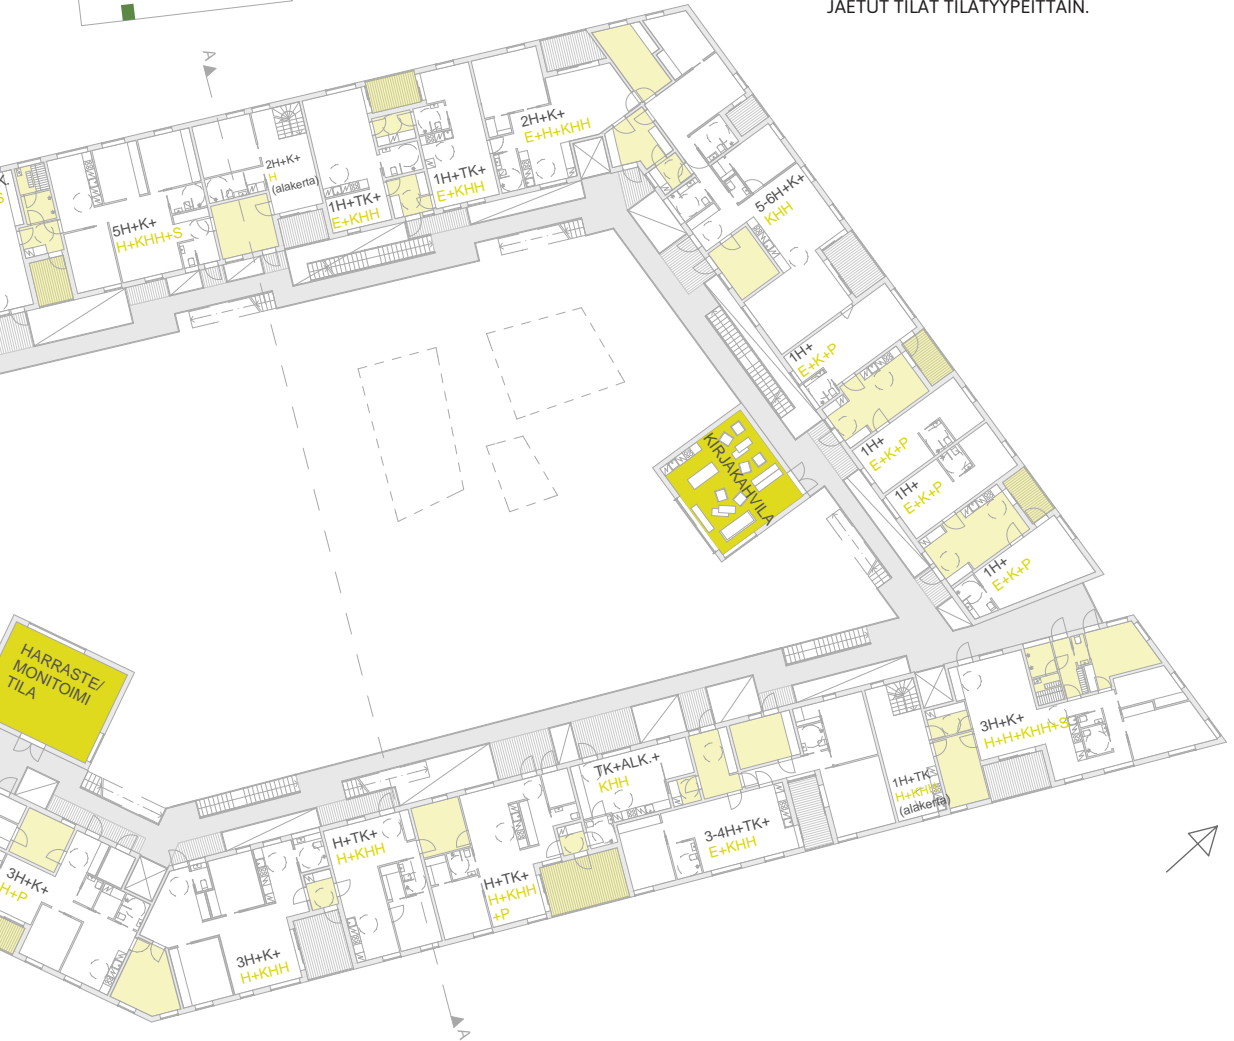 JAETUT TILAT TILATYYPEITTÄIN.
A
K.
S
5H+K+
H+KHH+S
2H+K+
H
(alakerta)
1H+TK+
E+KHH
1H+TK+
E+KHH
2H+K+
E+H+KHH
5-6H+K+
KHH
1H+
E+K+P
1H+
E+K+P
1H+
E+K+P
1H+
E+K+P
KIRJAKAHVILA
HARRASTE/
MONITOIMI
TILA
3H+K+
H+P
3H+K+
H+KHH
H+TK+
H+KHH
H+TK+
H+KHH
+P
TK+ALK.+
KHH
3-4H+TK+
E+KHH
1H+TK
H+KHH
(alakerta)
3H+K+
H+H+KHH+S
A